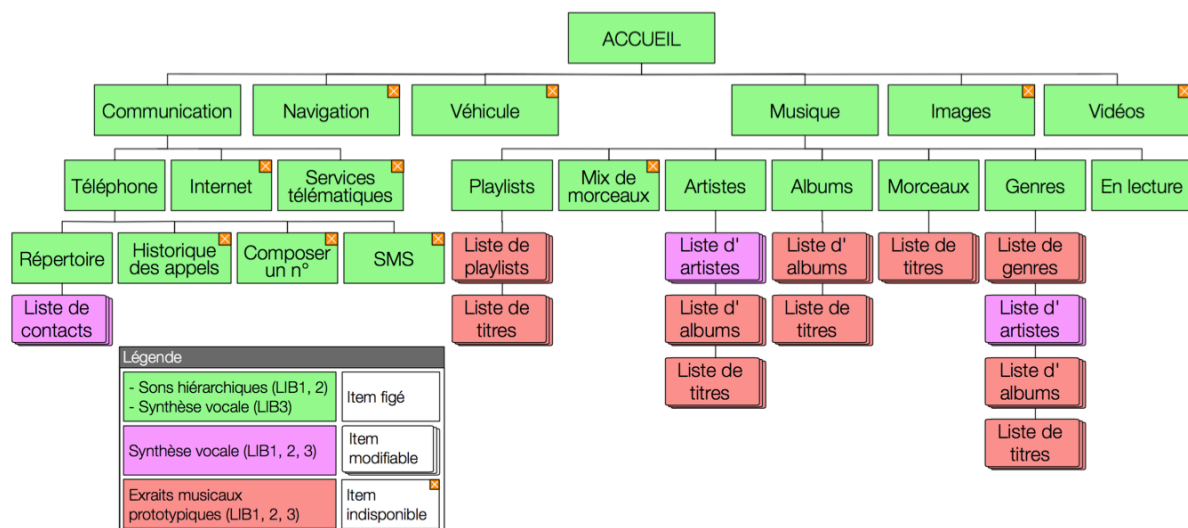 ACCUEIL
Communication
Navigation
Véhicule
Musique
Images
Vidéos
Téléphone
Internet
Services
télématiques
Playlists
Mix de
morceaux
Artistes
Albums
Morceaux
Genres
En lecture
Répertoire
Historique
des appels
Composer
un n°
SMS
Liste de
playlists
Liste d'
artistes
Liste d'
albums
Liste de
titres
Liste de
genres
Liste de
contacts
Liste de
titres
Liste d'
albums
Liste de
titres
Liste d'
artistes
Liste de
titres
Liste d'
albums
Liste de
titres
Légende
- Sons hiérarchiques (LIB1, 2)
- Synthèse vocale (LIB3)
Item figé
Synthèse vocale (LIB1, 2, 3)
Item
modifiable
Exraits musicaux
prototypiques (LIB1, 2, 3)
Item
indisponible